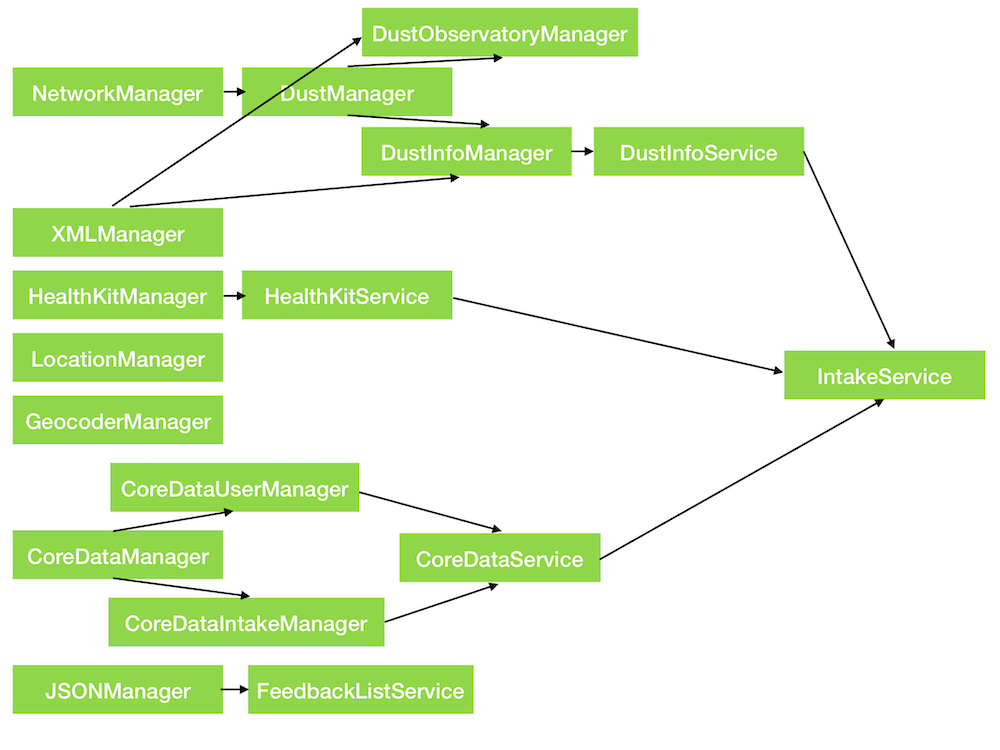 DustObservatoryManager
NetworkManager
DustManager
DustInfoManager
DustInfoService
XMLManager
HealthKitManager
HealthKitService
LocationManager
IntakeService
GeocoderManager
CoreDataUserManager
CoreDataManager
CoreDataService
CoreDataIntakeManager
JSONManager
FeedbackListService